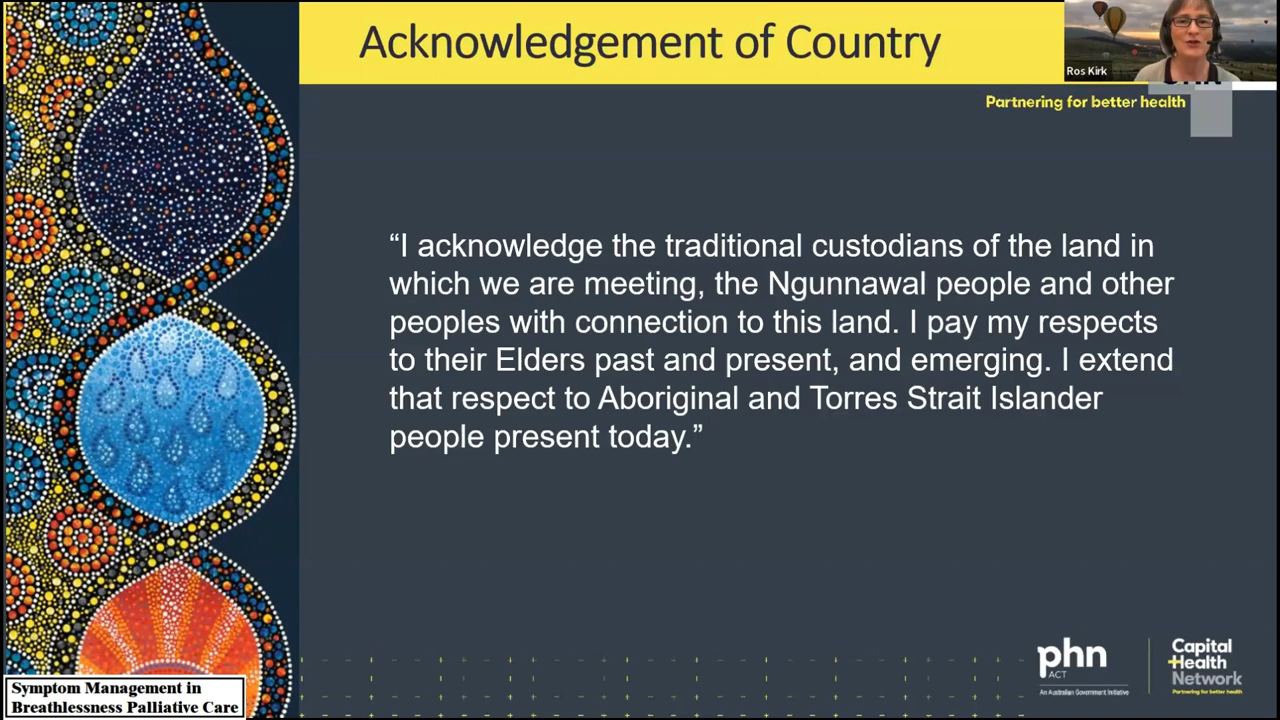 Acknowledgement of Country
Ros Kirk
Partnering for better health
“I acknowledge the traditional custodians of the land in
which we are meeting, the Ngunnawal people and other
peoples with connection to this land. I pay my respects
to their Elders past and present, and emerging. I extend
that respect to Aboriginal and Torres Strait Islander
people present today.”
phn
ACT
An Australian Government Initiative
Capital
Health
Network
Partnering for better health
Symptom Management in
Breathlessness Palliative Care